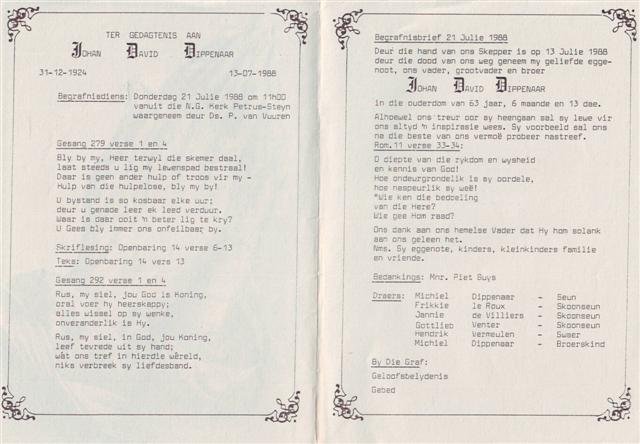 TER GEDAGTENIS AAN
JOHAN DAVID DIPPENAAR
31-12-1924 13-07-1988
Begrafnisdiens: Donderdag 21 Julie 1988 om 11H00
vanuit die N.G. Kerk Petrus-Steyn
waargeneem deur Ds. P. van Vuuren
Gesang 279 verse 1 en 4
Bly by my, Heer terwyl die skemer daal,
laat steeds u lig my lewenspad bestraal!
Daar is geen ander hulp of troos vir my -
Hulp van die hulpelose, bly my by!
U bystand is so kosbaar elke uur;
deur u genade leer ek leed verduur.
Waar is daar ooit 'n beter lig te kry?
U Gees bly immer ons onfeilbaar by.
Skriflesing: Openbaring 14 verse 6-13
Teks: Openbaring 14 vers 13
Gesang 292 verse 1 en 4
Rus, my siel, jou God is Koning,
oral voer hy heerskappy;
alles wissel op sy wenke,
onveranderlik is Hy.
Rus, my siel, in God, jou Koning,
leef tevrede uit sy hand;
wàt ons tref in hierdie wêreld,
niks verbreek sy liefdesband.
Begrafnisbrief 21 Julie 1988
Deur die hand van ons Skepper is op 13 Julie 1988
deur die dood van ons weg geneem my geliefde egge-
noot, ons vader, grootvader en broer
JOHAN DAVID DIPPENAAR
in die ouderdom van 63 jaar, 6 maande en 13 dae.
Alhoewel ons treur oor sy heengaan sal sy lewe vir
ons altyd 'n inspirasie wees. Sy voorbeeld sal ons
na die beste van ons vermoë probeer nastreef.
Rom.11 verse 33-34:
O diepte van die rykdom en wysheid
en kennis van God!
Hoe ondeurgrondelik is sy oordele,
hoe naspeurlik sy weë!
"Wie ken die bedoeling
van die Here?
Wie gee Hom raad?
Ons dank aan ons hemelse Vader dat Hy hom solank
aan ons geleen het.
Nms. Sy eggenote, kinders, kleinkinders familie
en vriende.
Bedankings: Mnr. Piet Buys
Draers: Michiel Dippenaar - Seun
Frikkie le Roux - Skoonseun
Jannie de Villiers - Skoonseun
Gottlieb Venter - Skoonseun
Hendrik Vermeulen - Swaer
Michiel Dippenaar - Broerskind
By Die Graf:
Geloofsbelydenis
Gebed